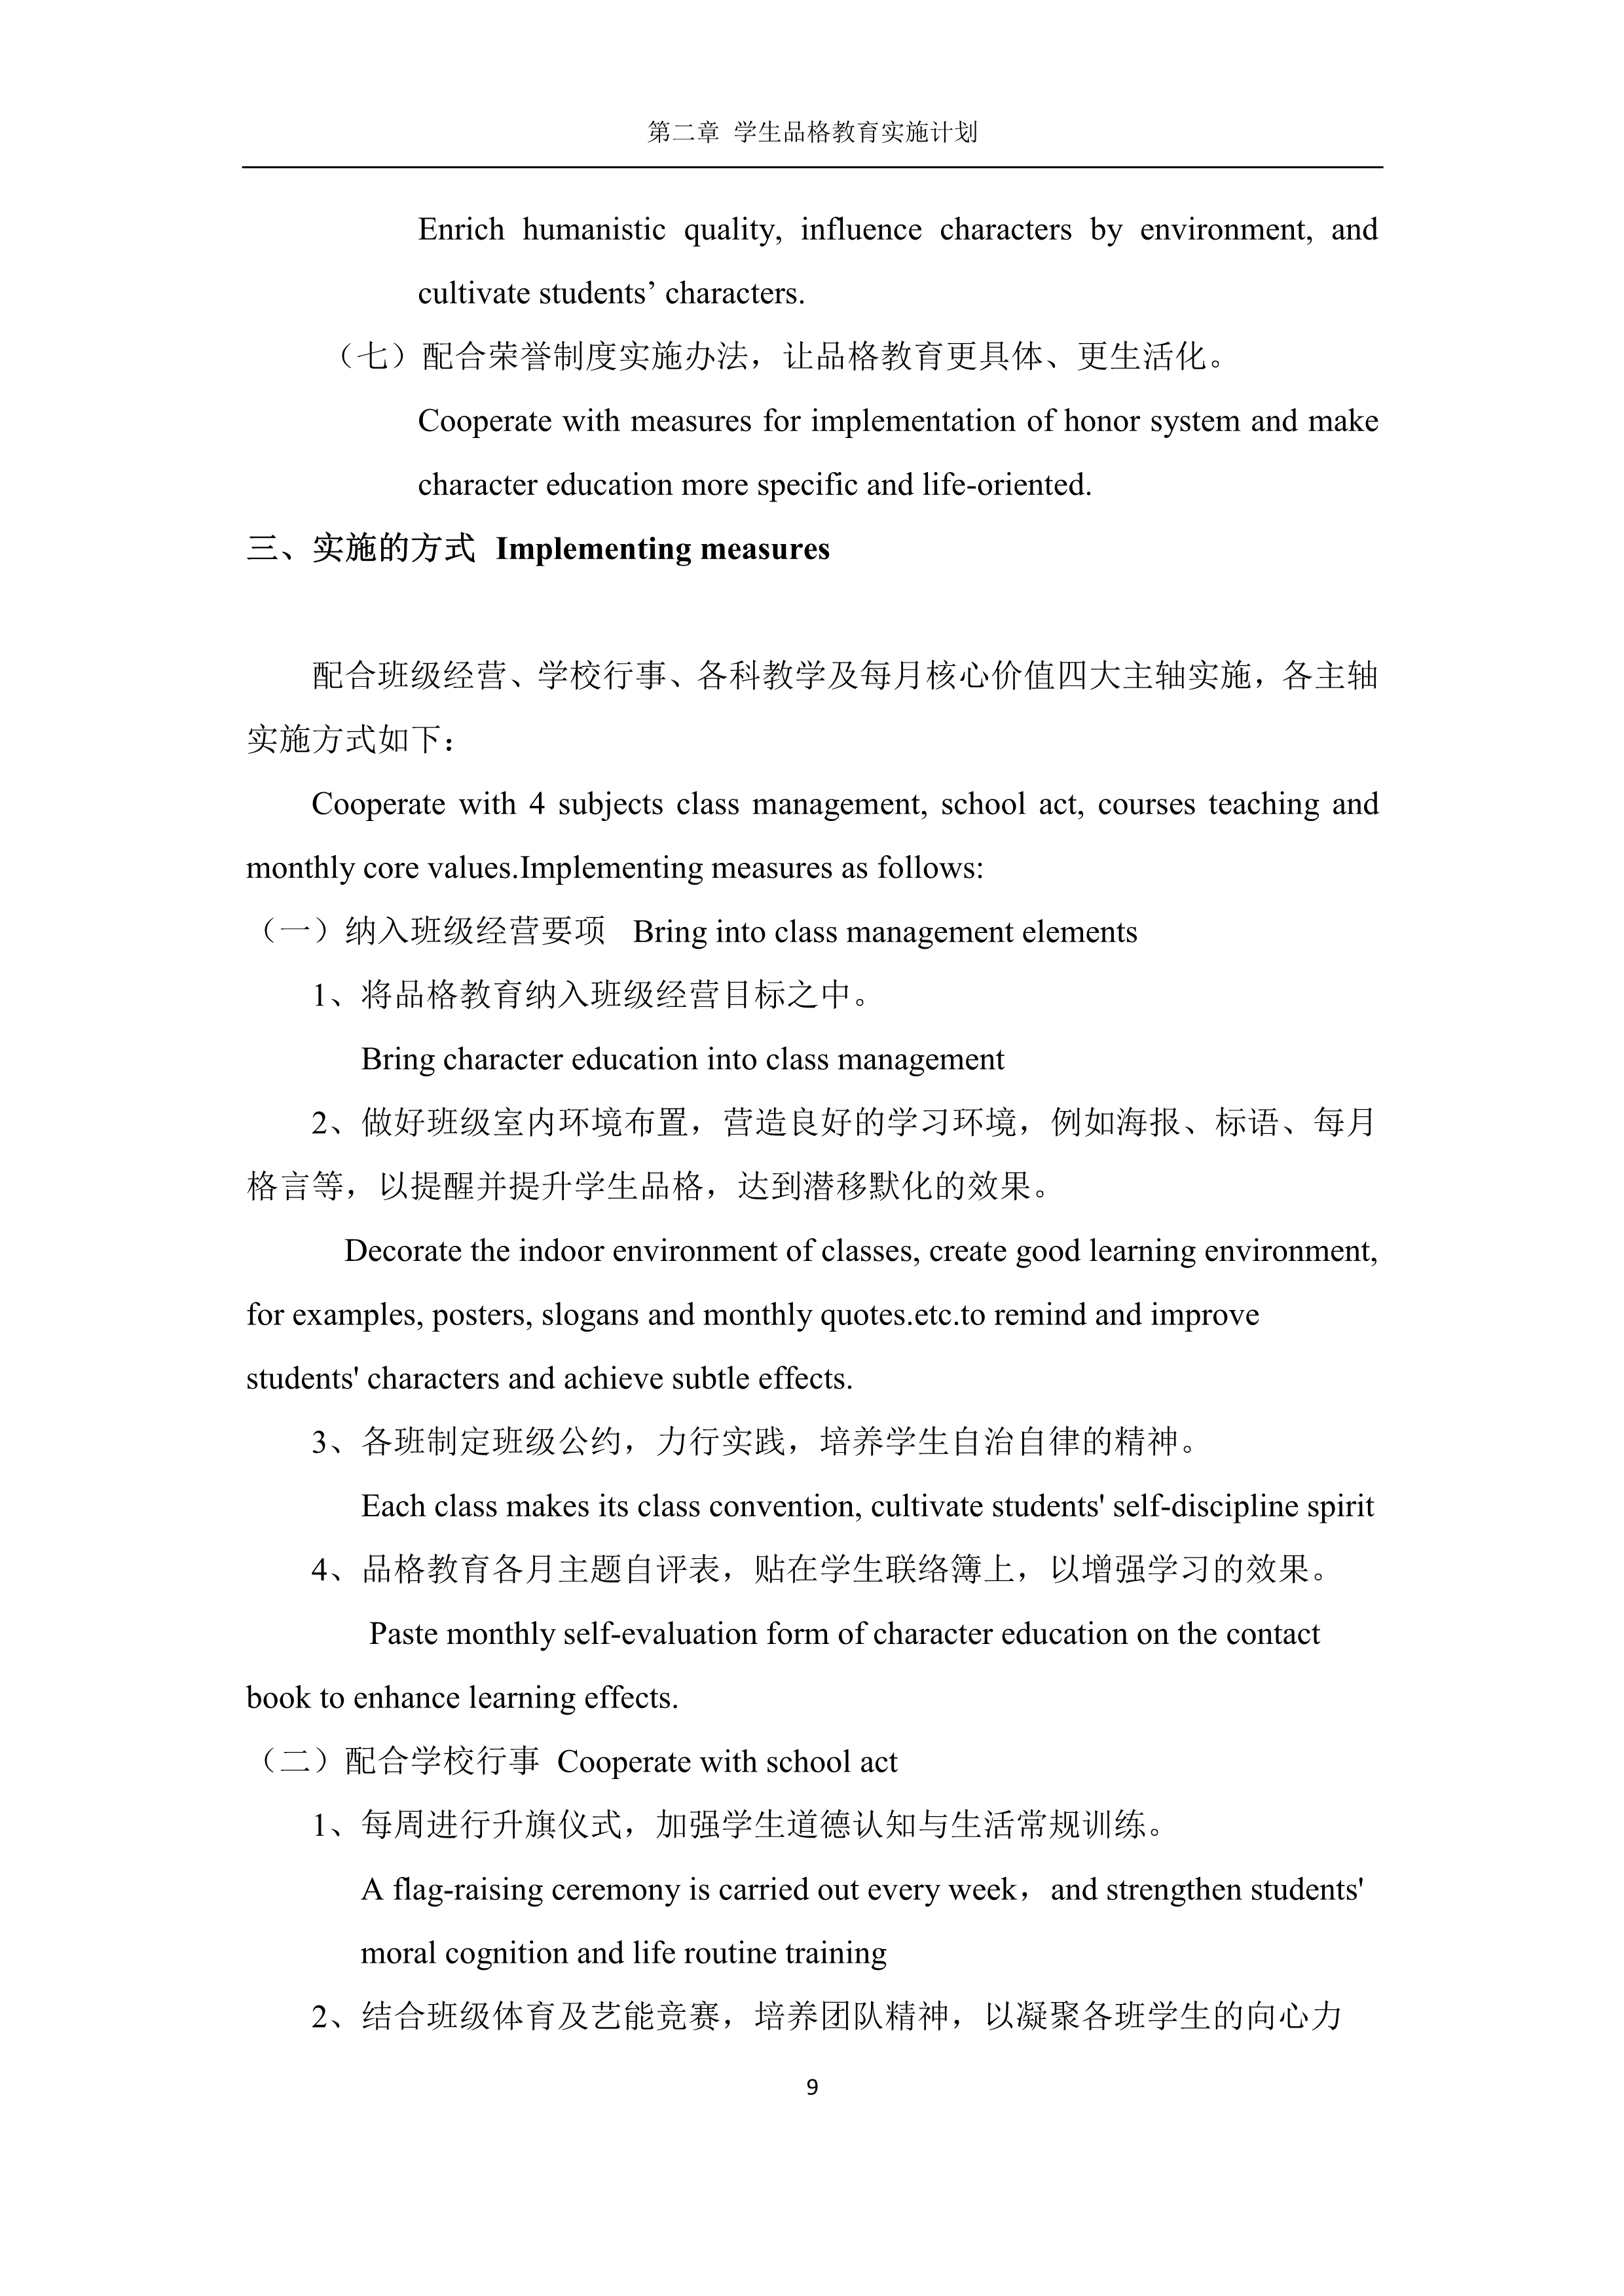 第二章 学生品格教育实施计划
Enrich humanistic quality, influence characters by environment, and
cultivate students’ characters.
（七）配合荣誉制度实施办法，让品格教育更具体、更生活化。
Cooperate with measures for implementation of honor system and make
character education more specific and life-oriented.
三、实施的方式 Implementing measures
配合班级经营、学校行事、各科教学及每月核心价值四大主轴实施，各主轴
实施方式如下：
Cooperate with 4 subjects class management, school act, courses teaching and
monthly core values.Implementing measures as follows:
（一）纳入班级经营要项 Bring into class management elements
1、将品格教育纳入班级经营目标之中。
Bring character education into class management
2、做好班级室内环境布置，营造良好的学习环境，例如海报、标语、每月
格言等，以提醒并提升学生品格，达到潜移默化的效果。
Decorate the indoor environment of classes, create good learning environment,
for examples, posters, slogans and monthly quotes.etc.to remind and improve
students' characters and achieve subtle effects.
3、各班制定班级公约，力行实践，培养学生自治自律的精神。
Each class makes its class convention, cultivate students' self-discipline spirit
4、品格教育各月主题自评表，贴在学生联络簿上，以增强学习的效果。
Paste monthly self-evaluation form of character education on the contact
book to enhance learning effects.
（二）配合学校行事 Cooperate with school act
1、每周进行升旗仪式，加强学生道德认知与生活常规训练。
A flag-raising ceremony is carried out every week，and strengthen students'
moral cognition and life routine training
2、结合班级体育及艺能竞赛，培养团队精神，以凝聚各班学生的向心力
9